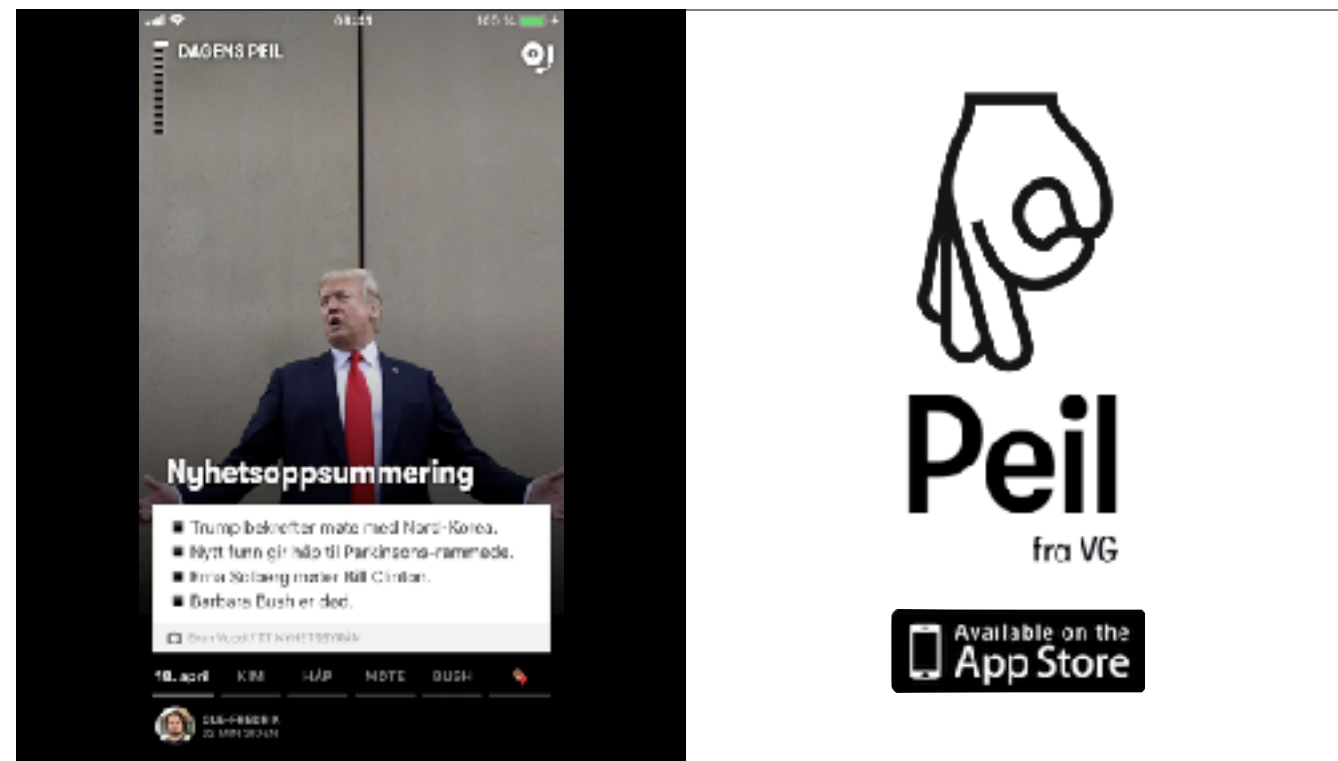 DAGENS PEIL
Nyhetsoppsummering
Trump bekrefter møte med Nord-Korea.
Nytt funn gir håp til Parkinsons-rammede.
Erna Solberg møter Bill Clinton.
Barbara Bush er død.
18. april KIM HÅP MØTE BUSH
OLE-FREDRIK
Peil
fra VG
Available on the
App Store